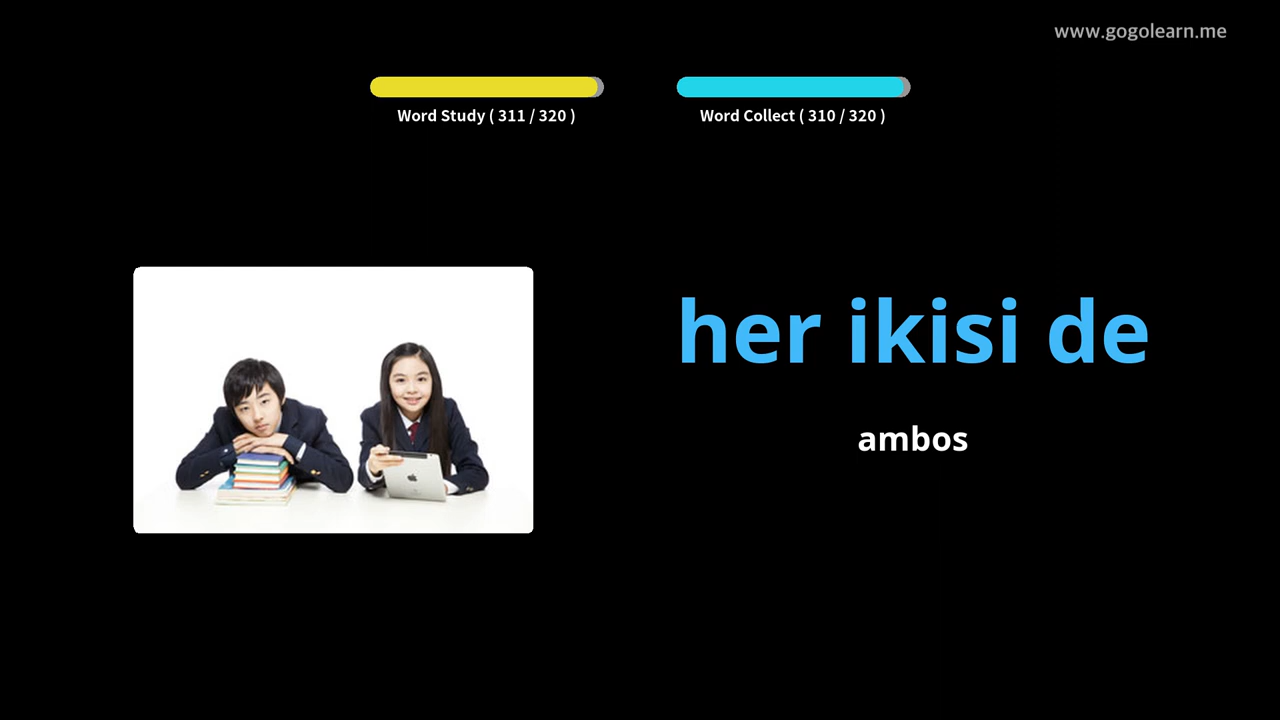 www.gogolearn.me
Word Study ( 311 / 320 )
Word Collect ( 310 / 320 )
her ikisi de
ambos